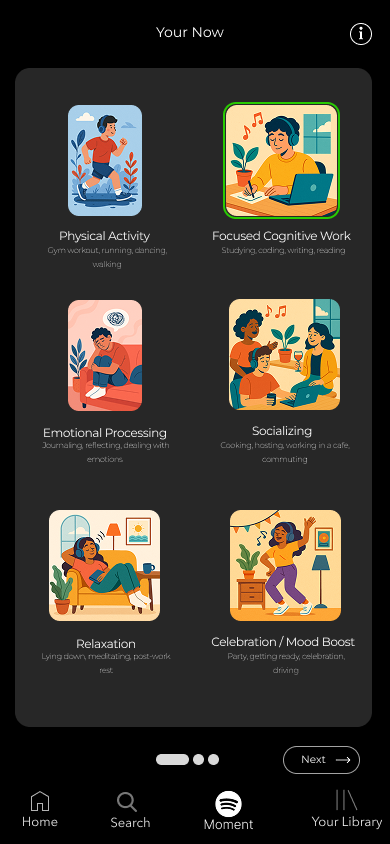 Your Now
Physical Activity
Gym workout, running, dancing,
walking
Focused Cognitive Work
Studying, coding, writing, reading
Emotional Processing
Journaling, reflecting, dealing with
emotions
Socializing
Cooking, hosting, working in a cafe,
commuting
Relaxation
Lying down, meditating, post-work
rest
Celebration / Mood Boost
Party, getting ready, celebration,
driving
Next
Home
Search
Moment
Your Library